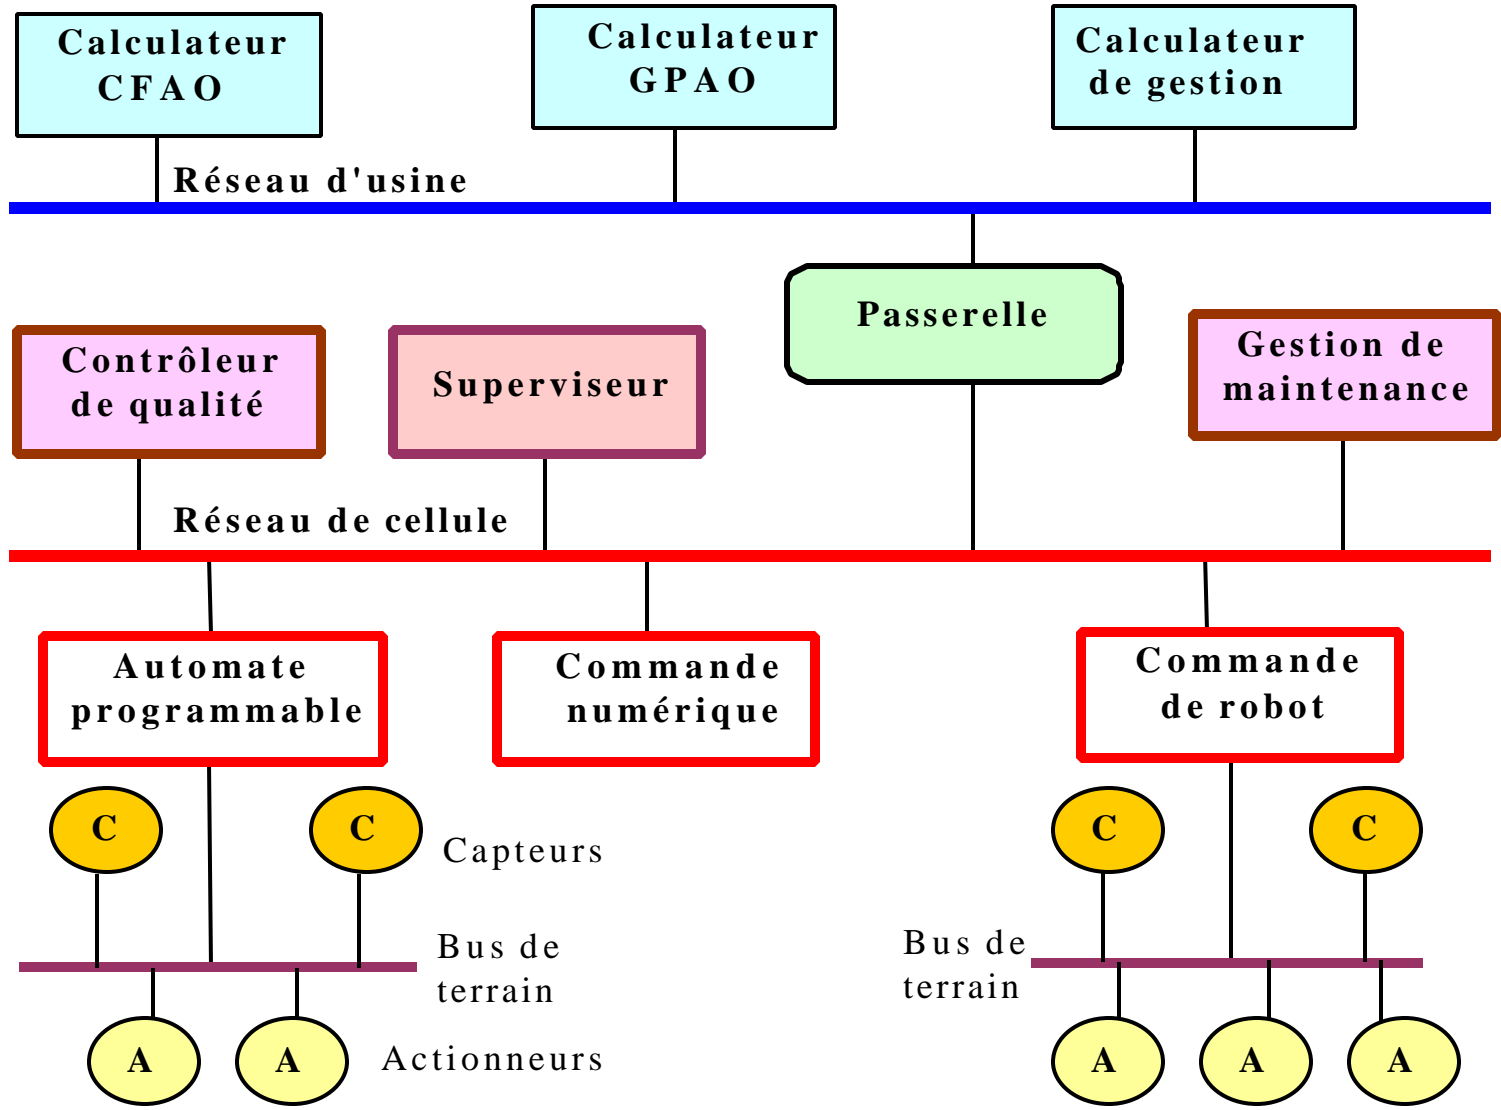 Calculateur
CFAO
Calculateur
GPAO
Calculateur
de gestion
Réseau d'usine
Passerelle
Contrôleur
de qualité
Superviseur
Gestion de
maintenance
Réseau de cellule
Automate
programmable
Commande
numérique
Commande
de robot
C
C
Capteurs
C
C
Bus de
terrain
Bus de
terrain
A
A
Actionneurs
A
A
A